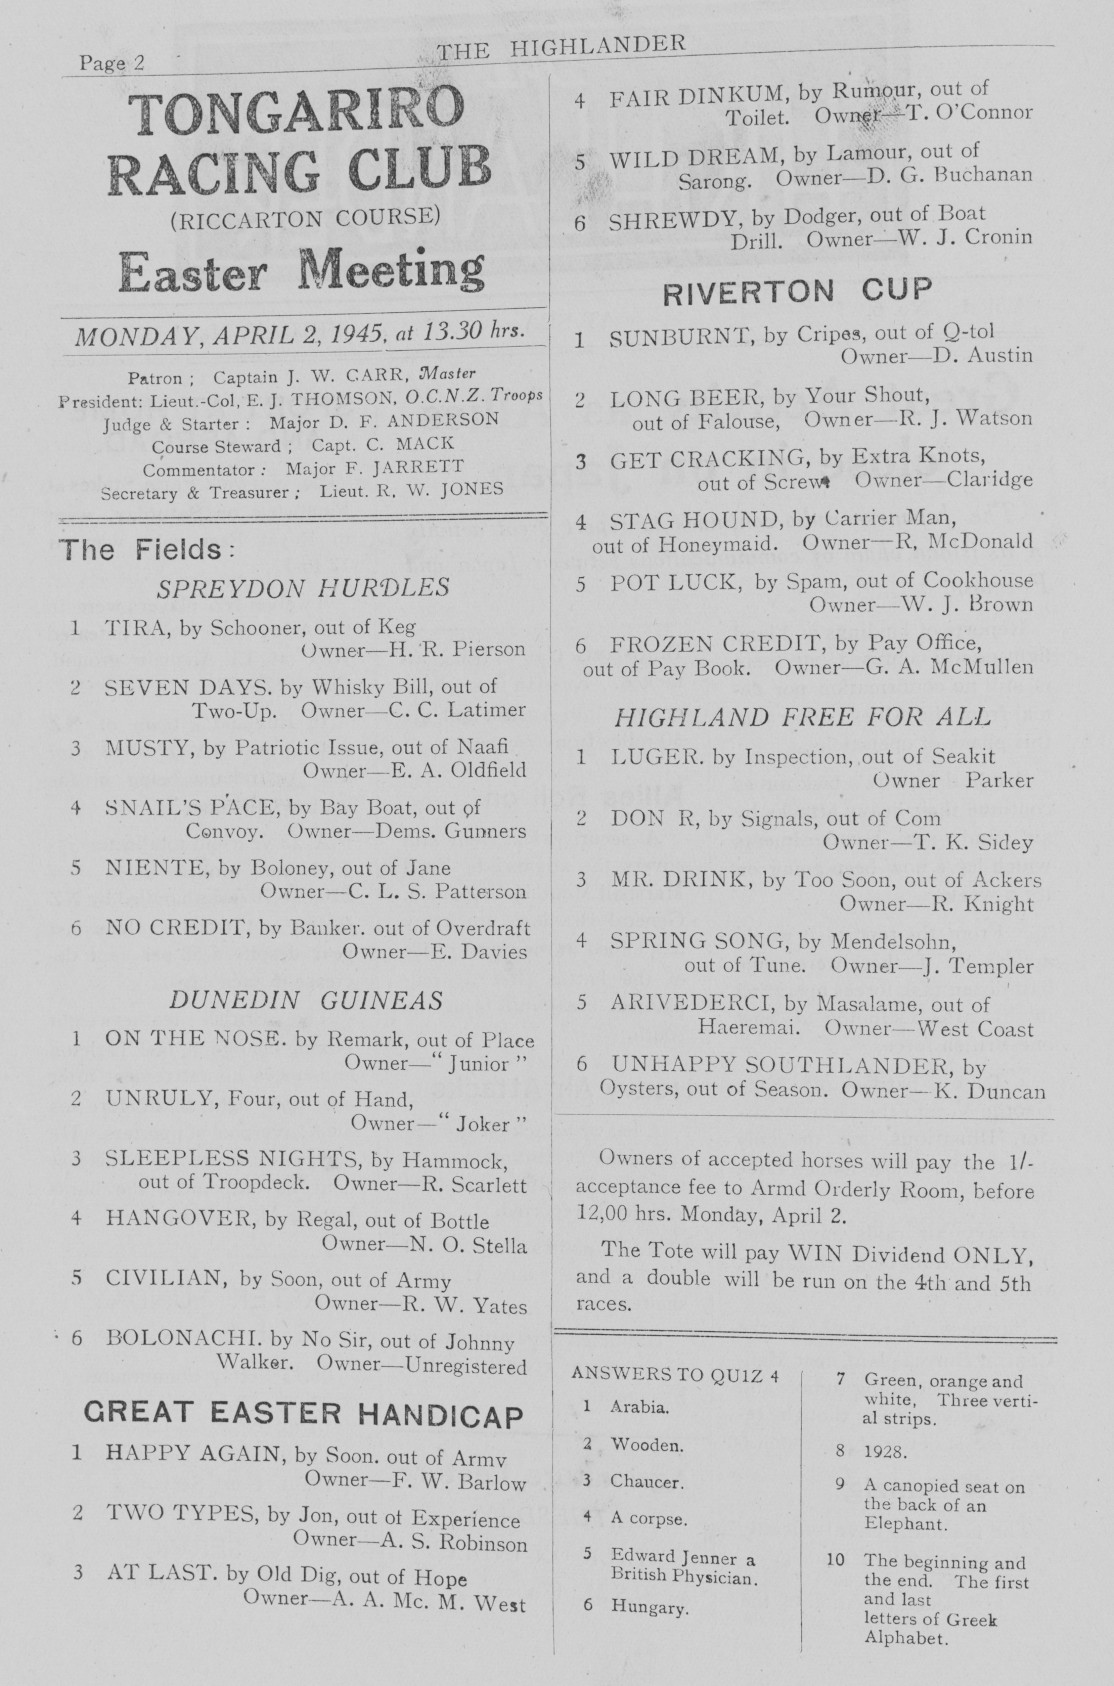 Page 2
THE HIGHLANDER
TONGARIRO
RACING CLUB
(RICCARTON COURSE)
Easter Meeting
MONDAY, APRIL 2, 1945, at 13.30 hrs.
Patron ; Captain J. W. CARR, Master
President: Lieut.-Col, E. J. THOMSON, O.C.N.Z. Troops
Judge & Starter : Major D. F. ANDERSON
Course Steward ; Capt. C. MACK
Commentator : Major F. JARRETT
Secretary & Treasurer ; Lieut. R. W. JONES
The Fields :
SPREYDON HURDLES
1 TIRA, by Schooner, out of Keg
Owner—H. R. Pierson
2 SEVEN DAYS. by Whisky Bill, out of
Two-Up. Owner—C. C. Latimer
3 MUSTY, by Patriotic Issue, out of Naafi
Owner—E. A. Oldfield
4 SNAIL'S PACE, by Bay Boat, out of
Convoy. Owner—Dems. Gunners
5 NIENTE, by Boloney, out of Jane
Owner—C. L. S. Patterson
6 NO CREDIT, by Banker. out of Overdraft
Owner—E. Davies
DUNEDIN GUINEAS
1 ON THE NOSE. by Remark, out of Place
Owner—" Junior "
2 UNRULY, Four, out of Hand,
Owner—" Joker "
3 SLEEPLESS NIGHTS, by Hammock,
out of Troopdeck. Owner—R. Scarlett
4 HANGOVER, by Regal, out of Bottle
Owner—N. O. Stella
5 CIVILIAN, by Soon, out of Army
Owner—R. W. Yates
6 BOLONACHI. by No Sir, out of Johnny
Walker. Owner—Unregistered
GREAT EASTER HANDICAP
1 HAPPY AGAIN, by Soon. out of Army
Owner—F. W. Barlow
2 TWO TYPES, by Jon, out of Experience
Owner—A. S. Robinson
3 AT LAST. by Old Dig, out of Hope
Owner—A. A. Mc. M. West
4 FAIR DINKUM, by Rumour, out of
Toilet. Owner—T. O'Connor
5 WILD DREAM, by Lamour, out of
Sarong. Owner—D. G. Buchanan
6 SHREWDY, by Dodger, out of Boat
Drill. Owner—W. J. Cronin
RIVERTON CUP
1 SUNBURNT, by Cripes, out of Q-tol
Owner—D. Austin
2 LONG BEER, by Your Shout,
out of Falouse, Owner—R. J. Watson
3 GET CRACKING, by Extra Knots,
out of Screws Owner—Claridge
4 STAG HOUND, by Carrier Man,
out of Honeymaid. Owner—R, McDonald
5 POT LUCK, by Spam, out of Cookhouse
Owner—W. J. Brown
6 FROZEN CREDIT, by Pay Office,
out of Pay Book. Owner—G. A. McMullen
HIGHLAND FREE FOR ALL
1 LUGER. by Inspection, out of Seakit
Owner - Parker
2 DON R, by Signals, out of Com
Owner—T. K. Sidey
3 MR. DRINK, by Too Soon, out of Ackers
Owner—R. Knight
4 SPRING SONG, by Mendelsohn,
out of Tune. Owner—J. Templer
5 ARIVEDERCI, by Masalame, out of
Haeremai. Owner—West Coast
6 UNHAPPY SOUTHLANDER, by
Oysters, out of Season. Owner—K. Duncan
Owners of accepted horses will pay the 1/-
acceptance fee to Armd Orderly Room, before
12,00 hrs. Monday, April 2.
The Tote will pay WIN Dividend ONLY,
and a double will be run on the 4th and 5th
races.
ANSWERS TO QUIZ 4
1 Arabia.
2 Wooden.
3 Chaucer.
4 A corpse.
5 Edward Jenner a
British Physician.
6 Hungary.
7 Green, orange and
white, Three verti-
al strips.
8 1928.
9 A canopied seat on
the back of an
Elephant.
10 The beginning and
the end. The first
and last
letters of Greek
Alphabet.